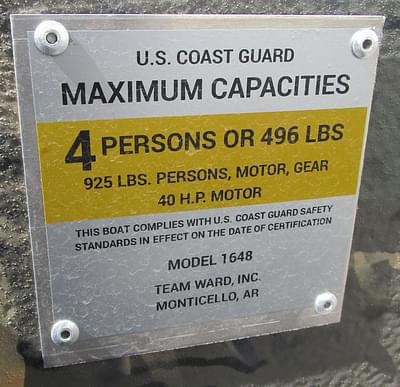 U.S. COAST GUARD
MAXIMUM CAPACITIES
4 PERSONS OR 496 LBS
925 LBS. PERSONS, MOTOR, GEAR
40 H.P. MOTOR
THIS BOAT COMPLIES WITH U.S. COAST GUARD SAFETY
STANDARDS IN EFFECT ON THE DATE OF CERTIFICATION
MODEL 1648
TEAM WARD, INC.
MONTICELLO, AR